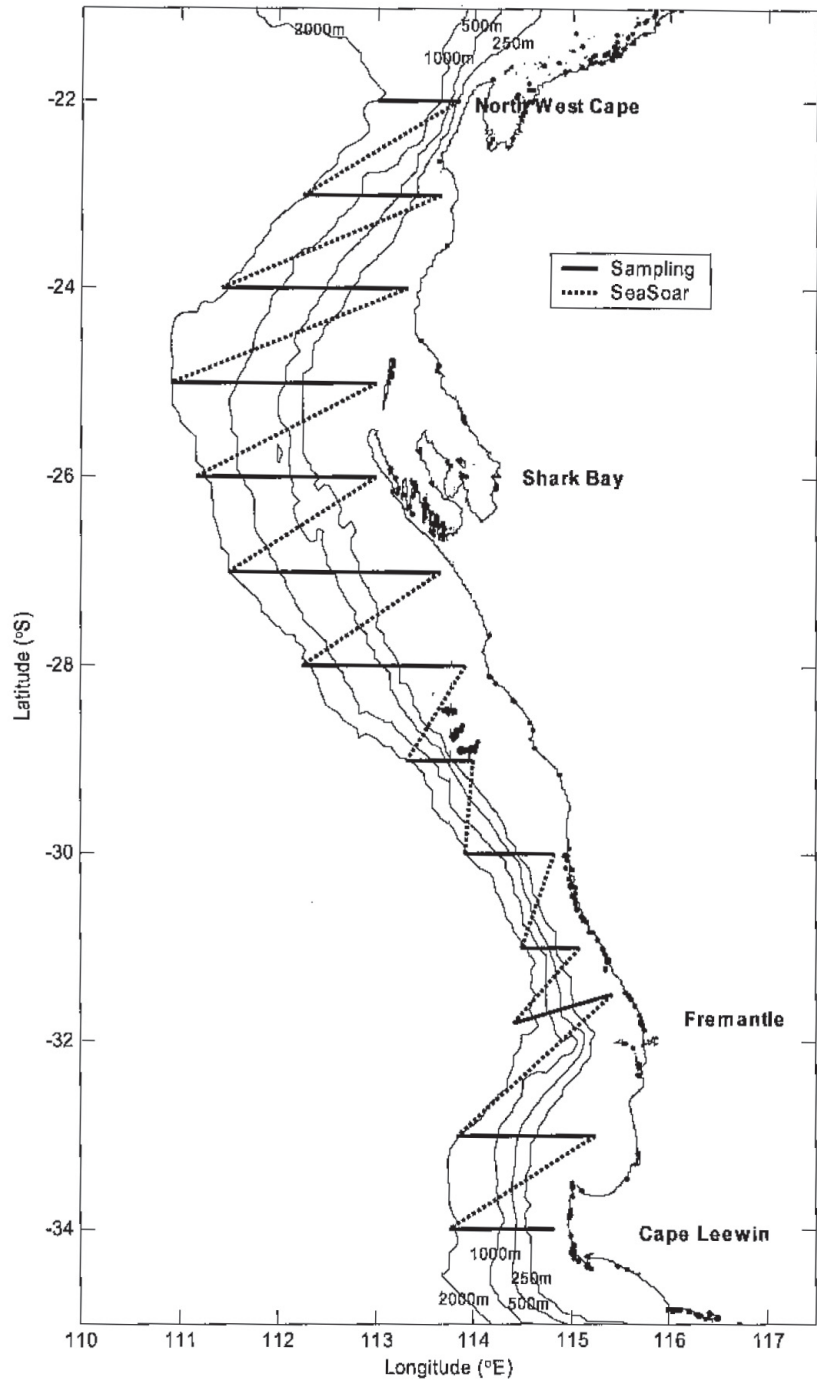 2000m
500m
1000m
250m
North West Cape
Sampling
SeaSoar
Shark Bay
Fremantle
Cape Leewin
1000m
250m
2000m
500m
-22
-24
-26
-28
-30
-32
-34
Latitude (°S)
110 111 112 113 114 115 116 117
Longitude (°E)